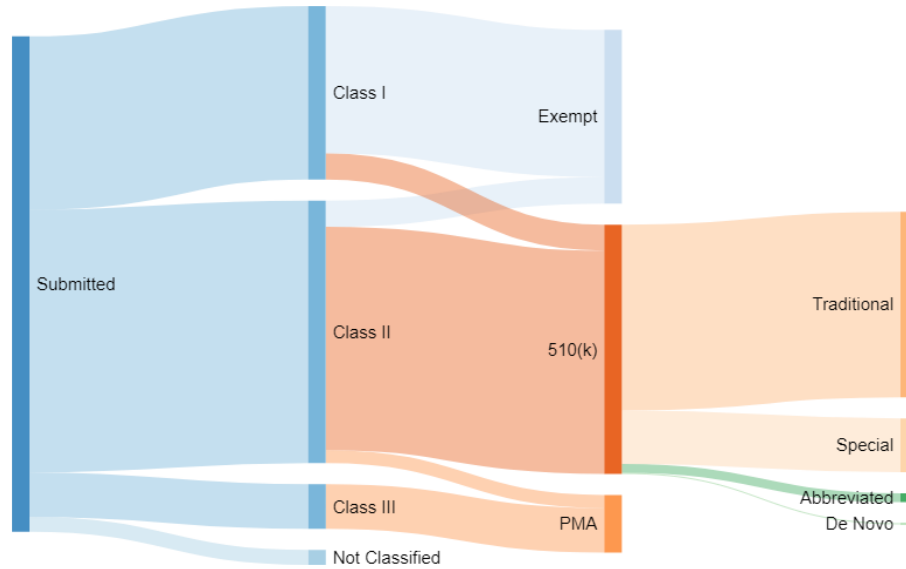 Submitted
Class I
Class II
Class III
Not Classified
Exempt
510(k)
PMA
Traditional
Special
Abbreviated
De Novo